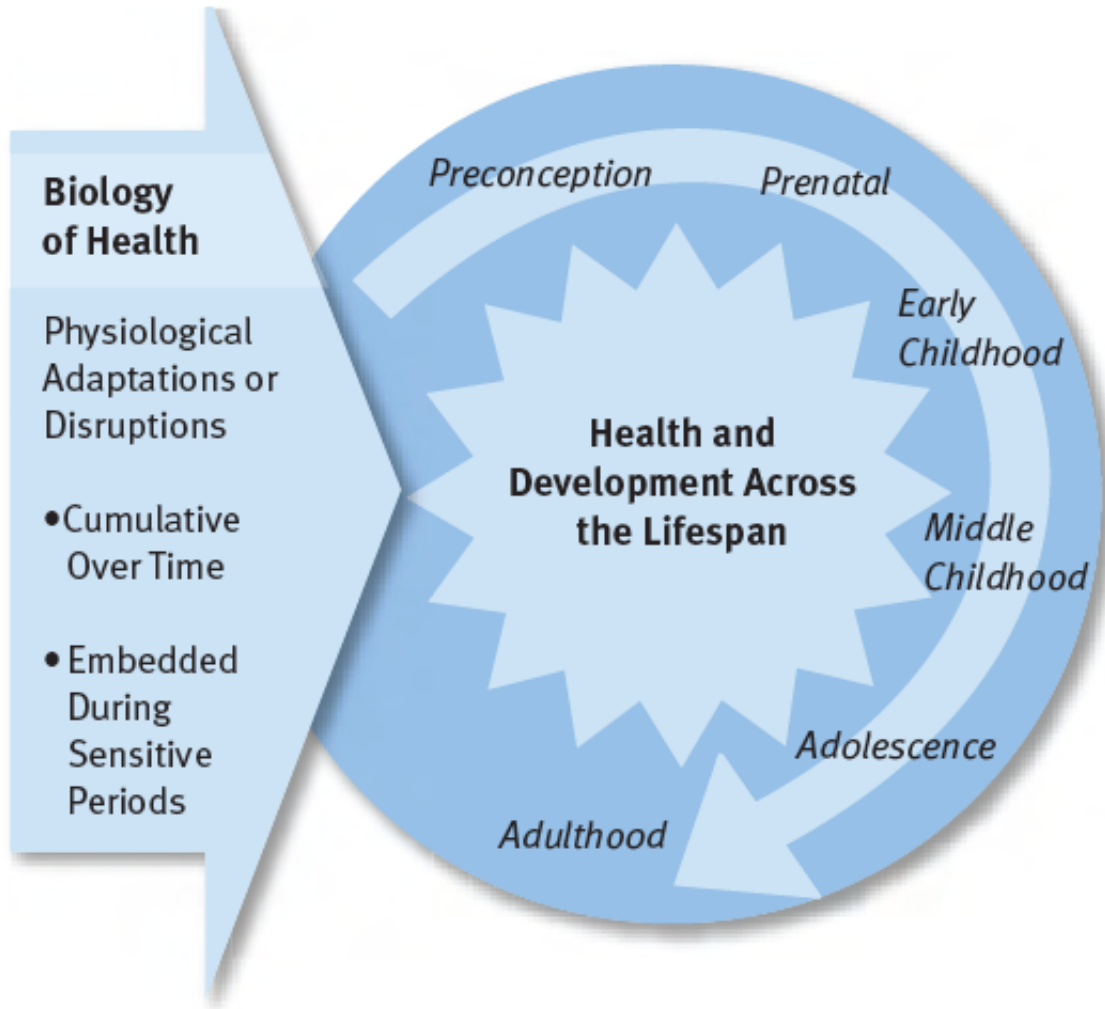 Biology
of Health
Physiological
Adaptations or
Disruptions
•Cumulative
Over Time
• Embedded
During
Sensitive
Periods
Preconception
Prenatal
Early
Childhood
Middle
Childhood
Adolescence
Adulthood
Health and
Development Across
the Lifespan